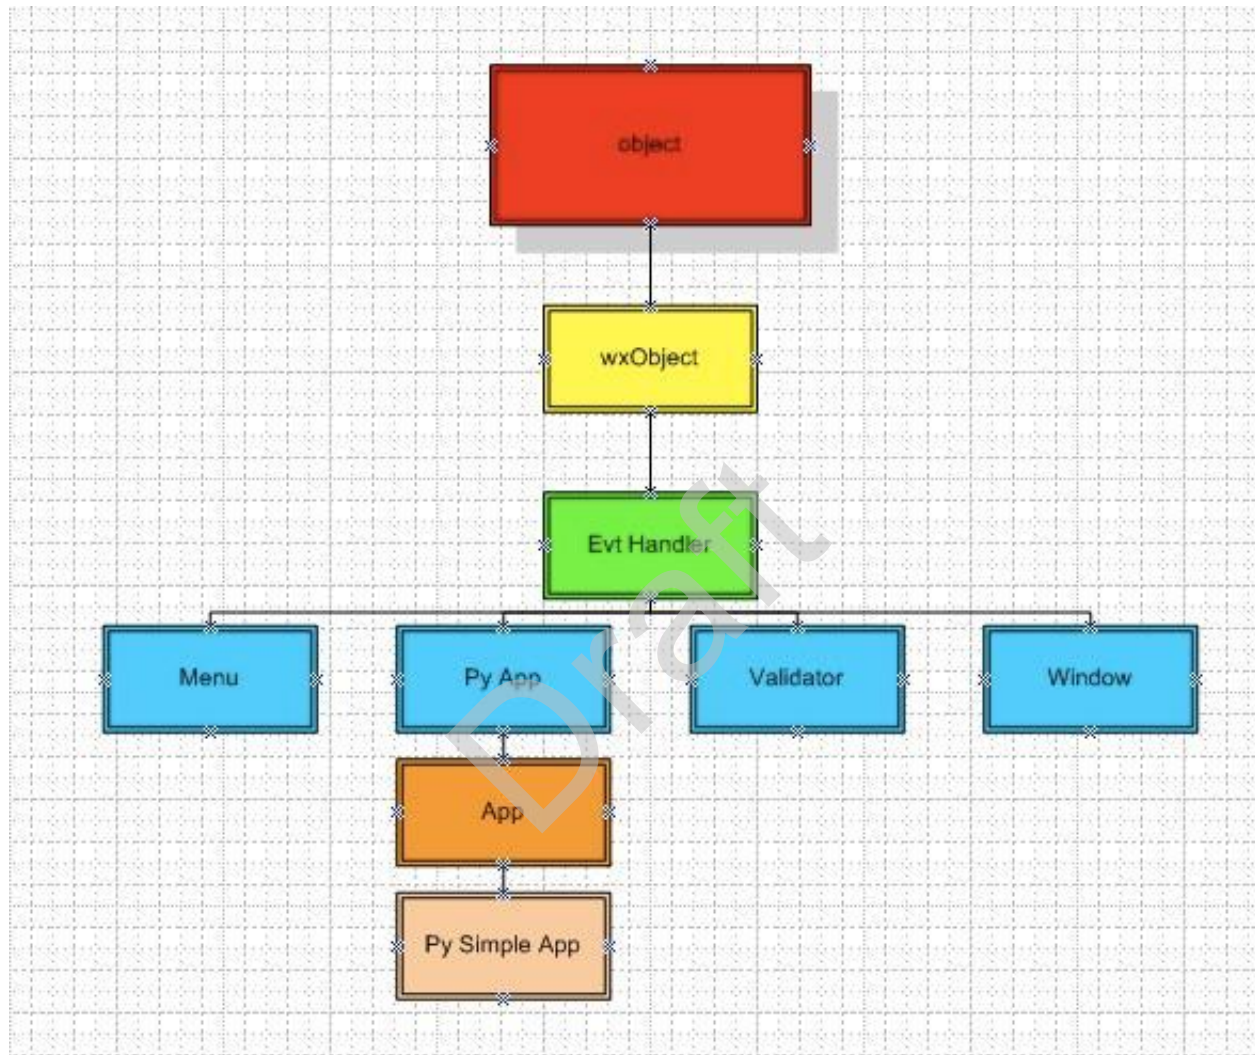 object
wxObject
Evt Handler
Menu
Py App
Validator
Window
App
Py Simple App
Draft